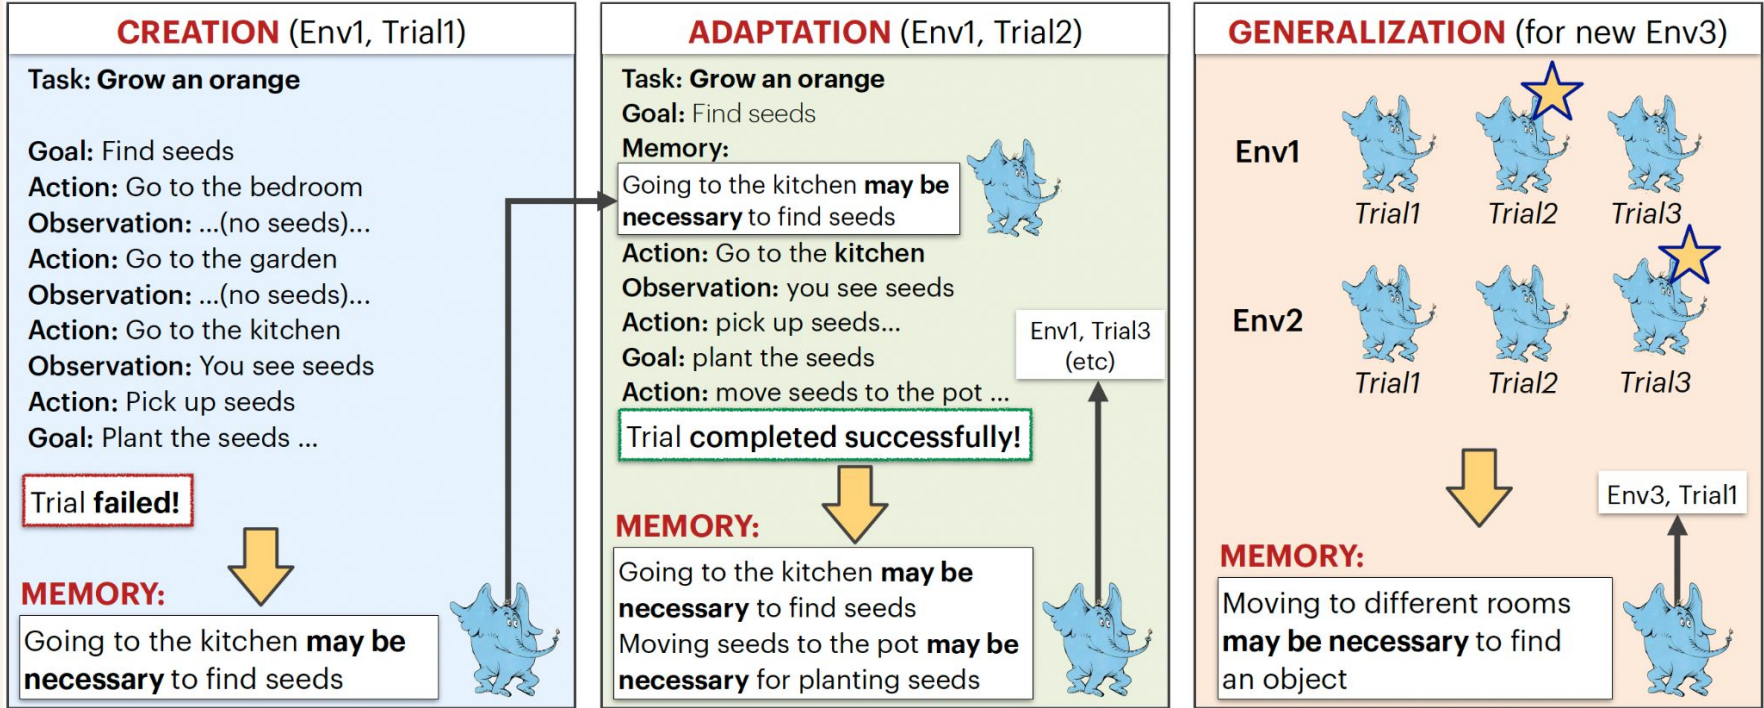 CREATION (Env1, Trial1)
Task: Grow an orange
Goal: Find seeds
Action: Go to the bedroom
Observation: ...(no seeds)...
Action: Go to the garden
Observation: ...(no seeds)...
Action: Go to the kitchen
Observation: You see seeds
Action: Pick up seeds
Goal: Plant the seeds ...
Trial failed!
MEMORY:
Going to the kitchen may be
necessary to find seeds
ADAPTATION (Env1, Trial2)
Task: Grow an orange
Goal: Find seeds
Memory:
Going to the kitchen may be
necessary to find seeds
Action: Go to the kitchen
Observation: you see seeds
Action: pick up seeds...
Goal: plant the seeds
Action: move seeds to the pot ...
Trial completed successfully!
Env1, Trial3
(etc)
MEMORY:
Going to the kitchen may be
necessary to find seeds
Moving seeds to the pot may be
necessary for planting seeds
GENERALIZATION (for new Env3)
Env1
Trial1 Trial2 Trial3
Env2
Trial1 Trial2 Trial3
Env3, Trial1
MEMORY:
Moving to different rooms
may be necessary to find
an object